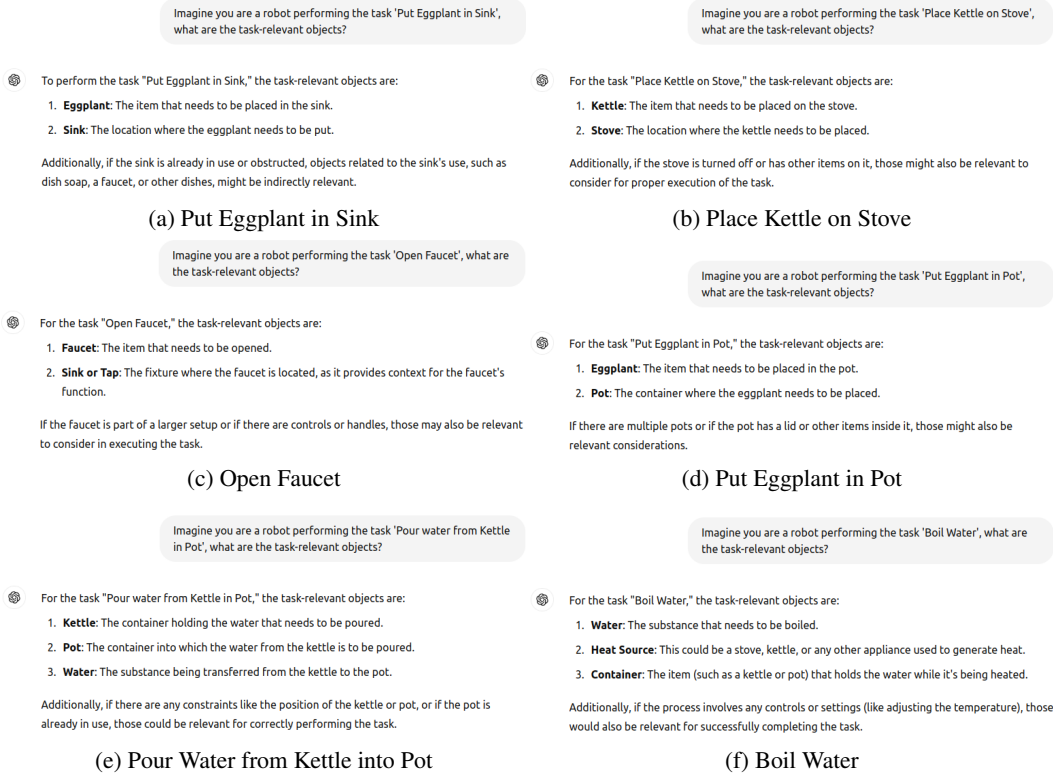 Imagine you are a robot performing the task 'Put Eggplant in Sink',
what are the task-relevant objects?
To perform the task "Put Eggplant in Sink," the task-relevant objects are:
1. Eggplant: The item that needs to be placed in the sink.
2. Sink: The location where the eggplant needs to be put.
Additionally, if the sink is already in use or obstructed, objects related to the sink's use, such as
dish soap, a faucet, or other dishes, might be indirectly relevant.
(a) Put Eggplant in Sink
Imagine you are a robot performing the task 'Place Kettle on Stove',
what are the task-relevant objects?
For the task "Place Kettle on Stove," the task-relevant objects are:
1. Kettle: The item that needs to be placed on the stove.
2. Stove: The location where the kettle needs to be placed.
Additionally, if the stove is turned off or has other items on it, those might also be relevant to
consider for proper execution of the task.
(b) Place Kettle on Stove
Imagine you are a robot performing the task 'Open Faucet', what are
the task-relevant objects?
For the task "Open Faucet," the task-relevant objects are:
1. Faucet: The item that needs to be opened.
2. Sink or Tap: The fixture where the faucet is located, as it provides context for the faucet's
function.
If the faucet is part of a larger setup or if there are controls or handles, those may also be relevant
to consider in executing the task.
(c) Open Faucet
Imagine you are a robot performing the task 'Put Eggplant in Pot',
what are the task-relevant objects?
For the task "Put Eggplant in Pot," the task-relevant objects are:
1. Eggplant: The item that needs to be placed in the pot.
2. Pot: The container where the eggplant needs to be placed.
If there are multiple pots or if the pot has a lid or other items inside it, those might also be
relevant considerations.
(d) Put Eggplant in Pot
Imagine you are a robot performing the task 'Pour water from Kettle
in Pot', what are the task-relevant objects?
For the task "Pour water from Kettle in Pot," the task-relevant objects are:
1. Kettle: The container holding the water that needs to be poured.
2. Pot: The container into which the water from the kettle is to be poured.
3. Water: The substance being transferred from the kettle to the pot.
Additionally, if there are any constraints like the position of the kettle or pot, or if the pot is
already in use, those could be relevant for correctly performing the task.
(e) Pour Water from Kettle into Pot
Imagine you are a robot performing the task 'Boil Water', what are
the task-relevant objects?
For the task "Boil Water," the task-relevant objects are:
1. Water: The substance that needs to be boiled.
2. Heat Source: This could be a stove, kettle, or any other appliance used to generate heat.
3. Container: The item (such as a kettle or pot) that holds the water while it's being heated.
Additionally, if the process involves any controls or settings (like adjusting the temperature), those
would also be relevant for successfully completing the task.
(f) Boil Water